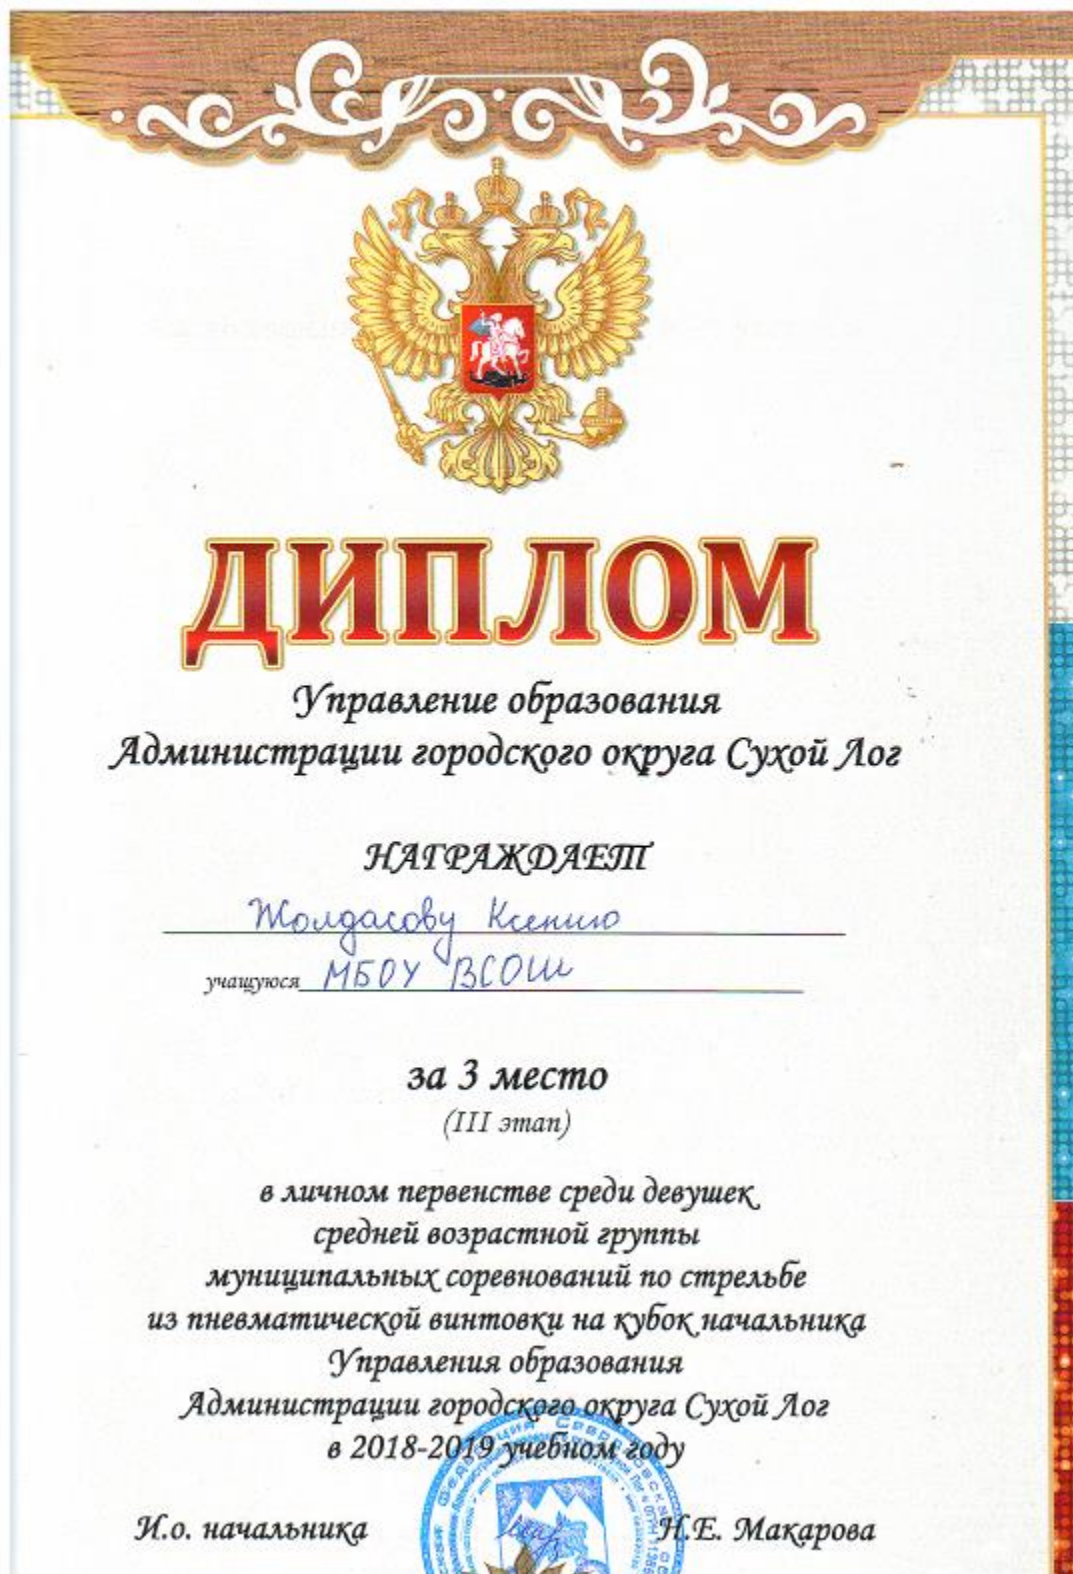 ДИПЛОМ
Управление образования
Администрации городского округа Сухой Лог
НАГРАЖДАЕТ
Жолдасову Ксению
учащуюся МБОУ ВСОШ
за 3 место
(III этап)
в личном первенстве среди девушек
средней возрастной группы
муниципальных соревнований по стрельбе
из пневматической винтовки на кубок начальника
Управления образования
Администрации городского округа Сухой Лог
в 2018-2019 учебном году
И.о. начальника Н.Е. Макарова